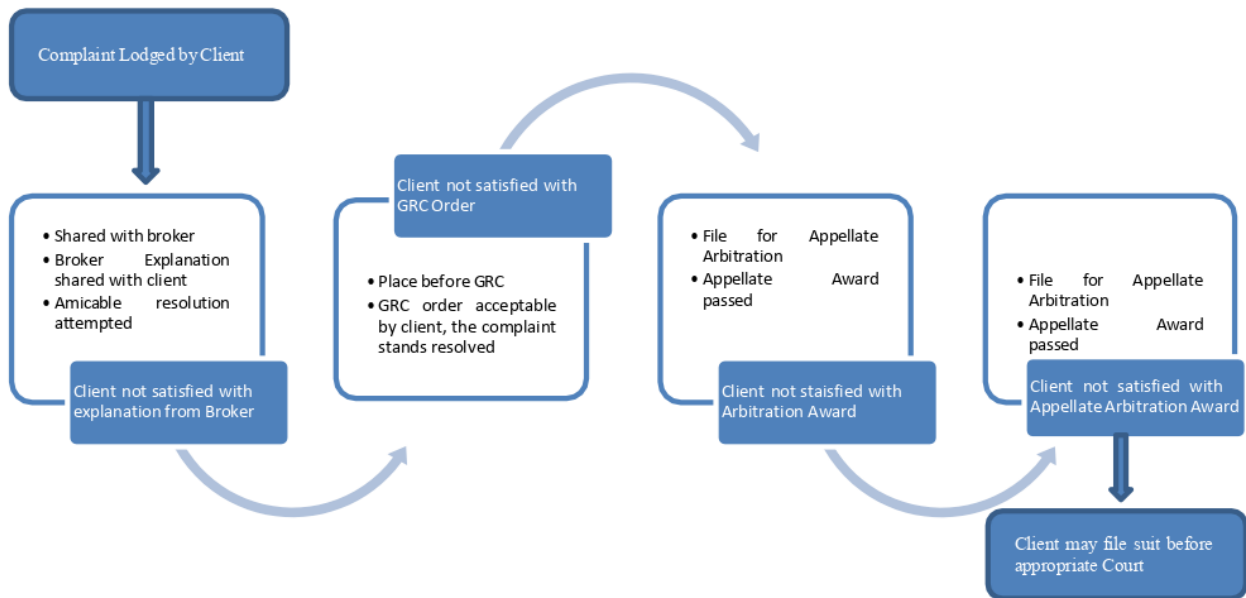 Complaint Lodged by Client
• Shared with broker
• Broker Explanation
shared with client
• Amicable resolution
attempted
Client not satisfied with
explanation from Broker
Client not satisfied with
GRC Order
• Place before GRC
• GRC order acceptable
by client, the complaint
stands resolved
• File for Appellate
Arbitration
• Appellate Award
passed
Client not staisfied with
Arbitration Award
• File for Appellate
Arbitration
• Appellate Award
passed
Client not satisfied with
Appellate Arbitration Award
Client may file suit before
appropriate Court